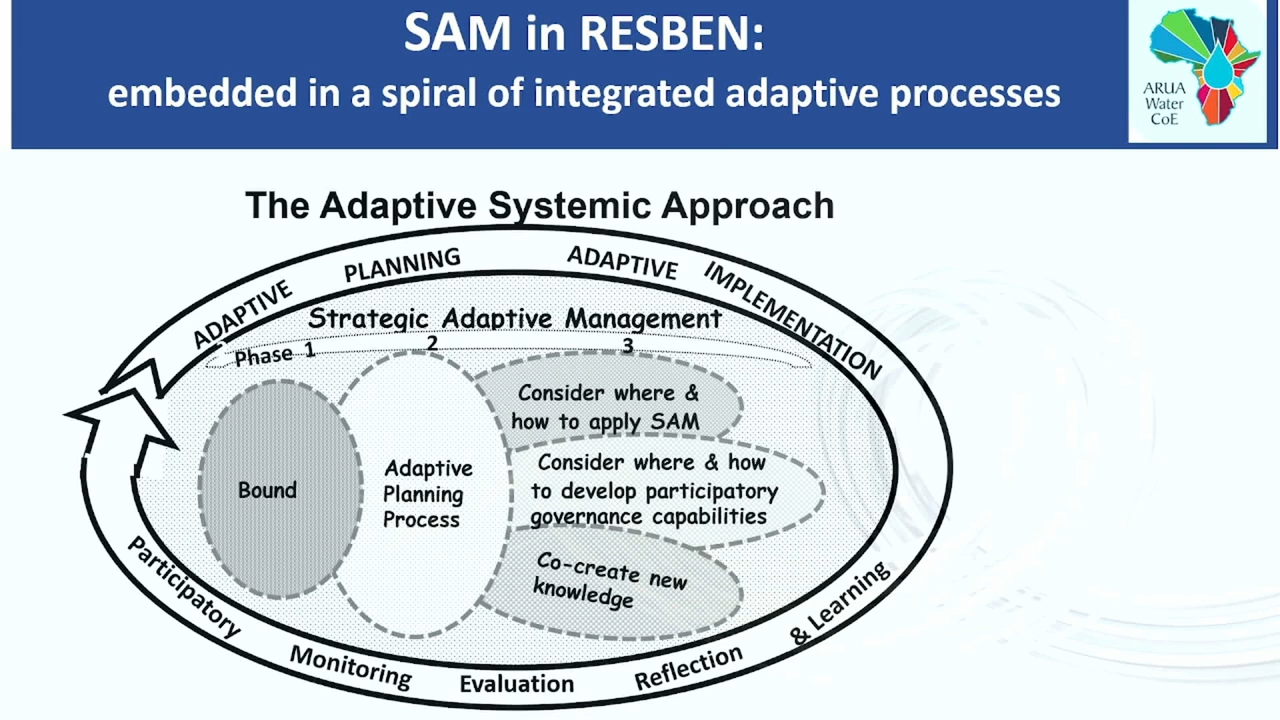 SAM in RESBEN:
embedded in a spiral of integrated adaptive processes
ARUA
Water
CoE
The Adaptive Systemic Approach
ADAPTIVE PLANNING ADAPTIVE IMPLEMENTATION
Strategic Adaptive Management
Phase 1 2 3
Bound
Adaptive
Planning
Process
Consider where &
how to apply SAM
Consider where & how
to develop participatory
governance capabilities
Co-create new
knowledge
Participatory Monitoring Evaluation Reflection & Learning